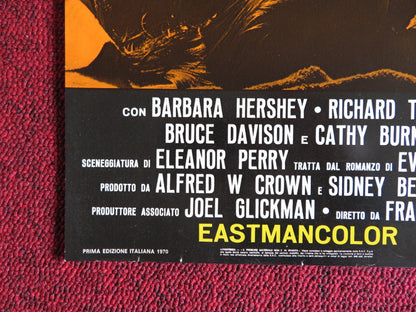 CON BARBARA HERSHEY • RICHARD T
BRUCE DAVISON E CATHY BURN
SCENEGGIATURA DI ELEANOR PERRY TRATTA DAL ROMANZO DI EV
PRODOTTO DA ALFRED W CROWN E SIDNEY BE
PRODUTTORE ASSOCIATO JOEL GLICKMAN • DIRETTO DA FRA
EASTMANCOLOR
PRIMA EDIZIONE ITALIANA 1970